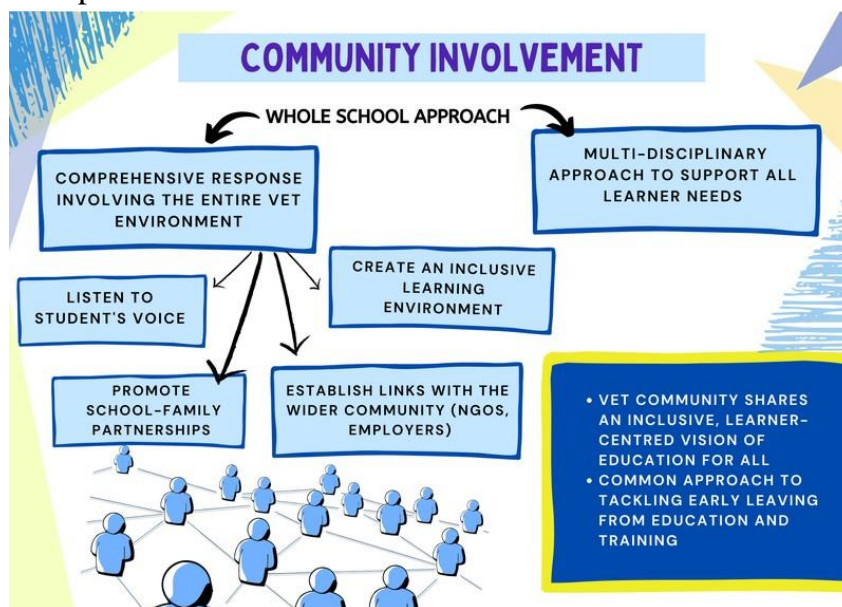 COMMUNITY INVOLVEMENT
WHOLE SCHOOL APPROACH
COMPREHENSIVE RESPONSE
INVOLVING THE ENTIRE VET
ENVIRONMENT
MULTI-DISCIPLINARY
APPROACH TO SUPPORT ALL
LEARNER NEEDS
LISTEN TO
STUDENT'S VOICE
CREATE AN INCLUSIVE
LEARNING
ENVIRONMENT
PROMOTE
SCHOOL-FAMILY
PARTNERSHIPS
ESTABLISH LINKS WITH THE
WIDER COMMUNITY (NGOS,
EMPLOYERS)
• VET COMMUNITY SHARES
AN INCLUSIVE, LEARNER-
CENTRED VISION OF
EDUCATION FOR ALL
• COMMON APPROACH TO
TACKLING EARLY LEAVING
FROM EDUCATION AND
TRAINING